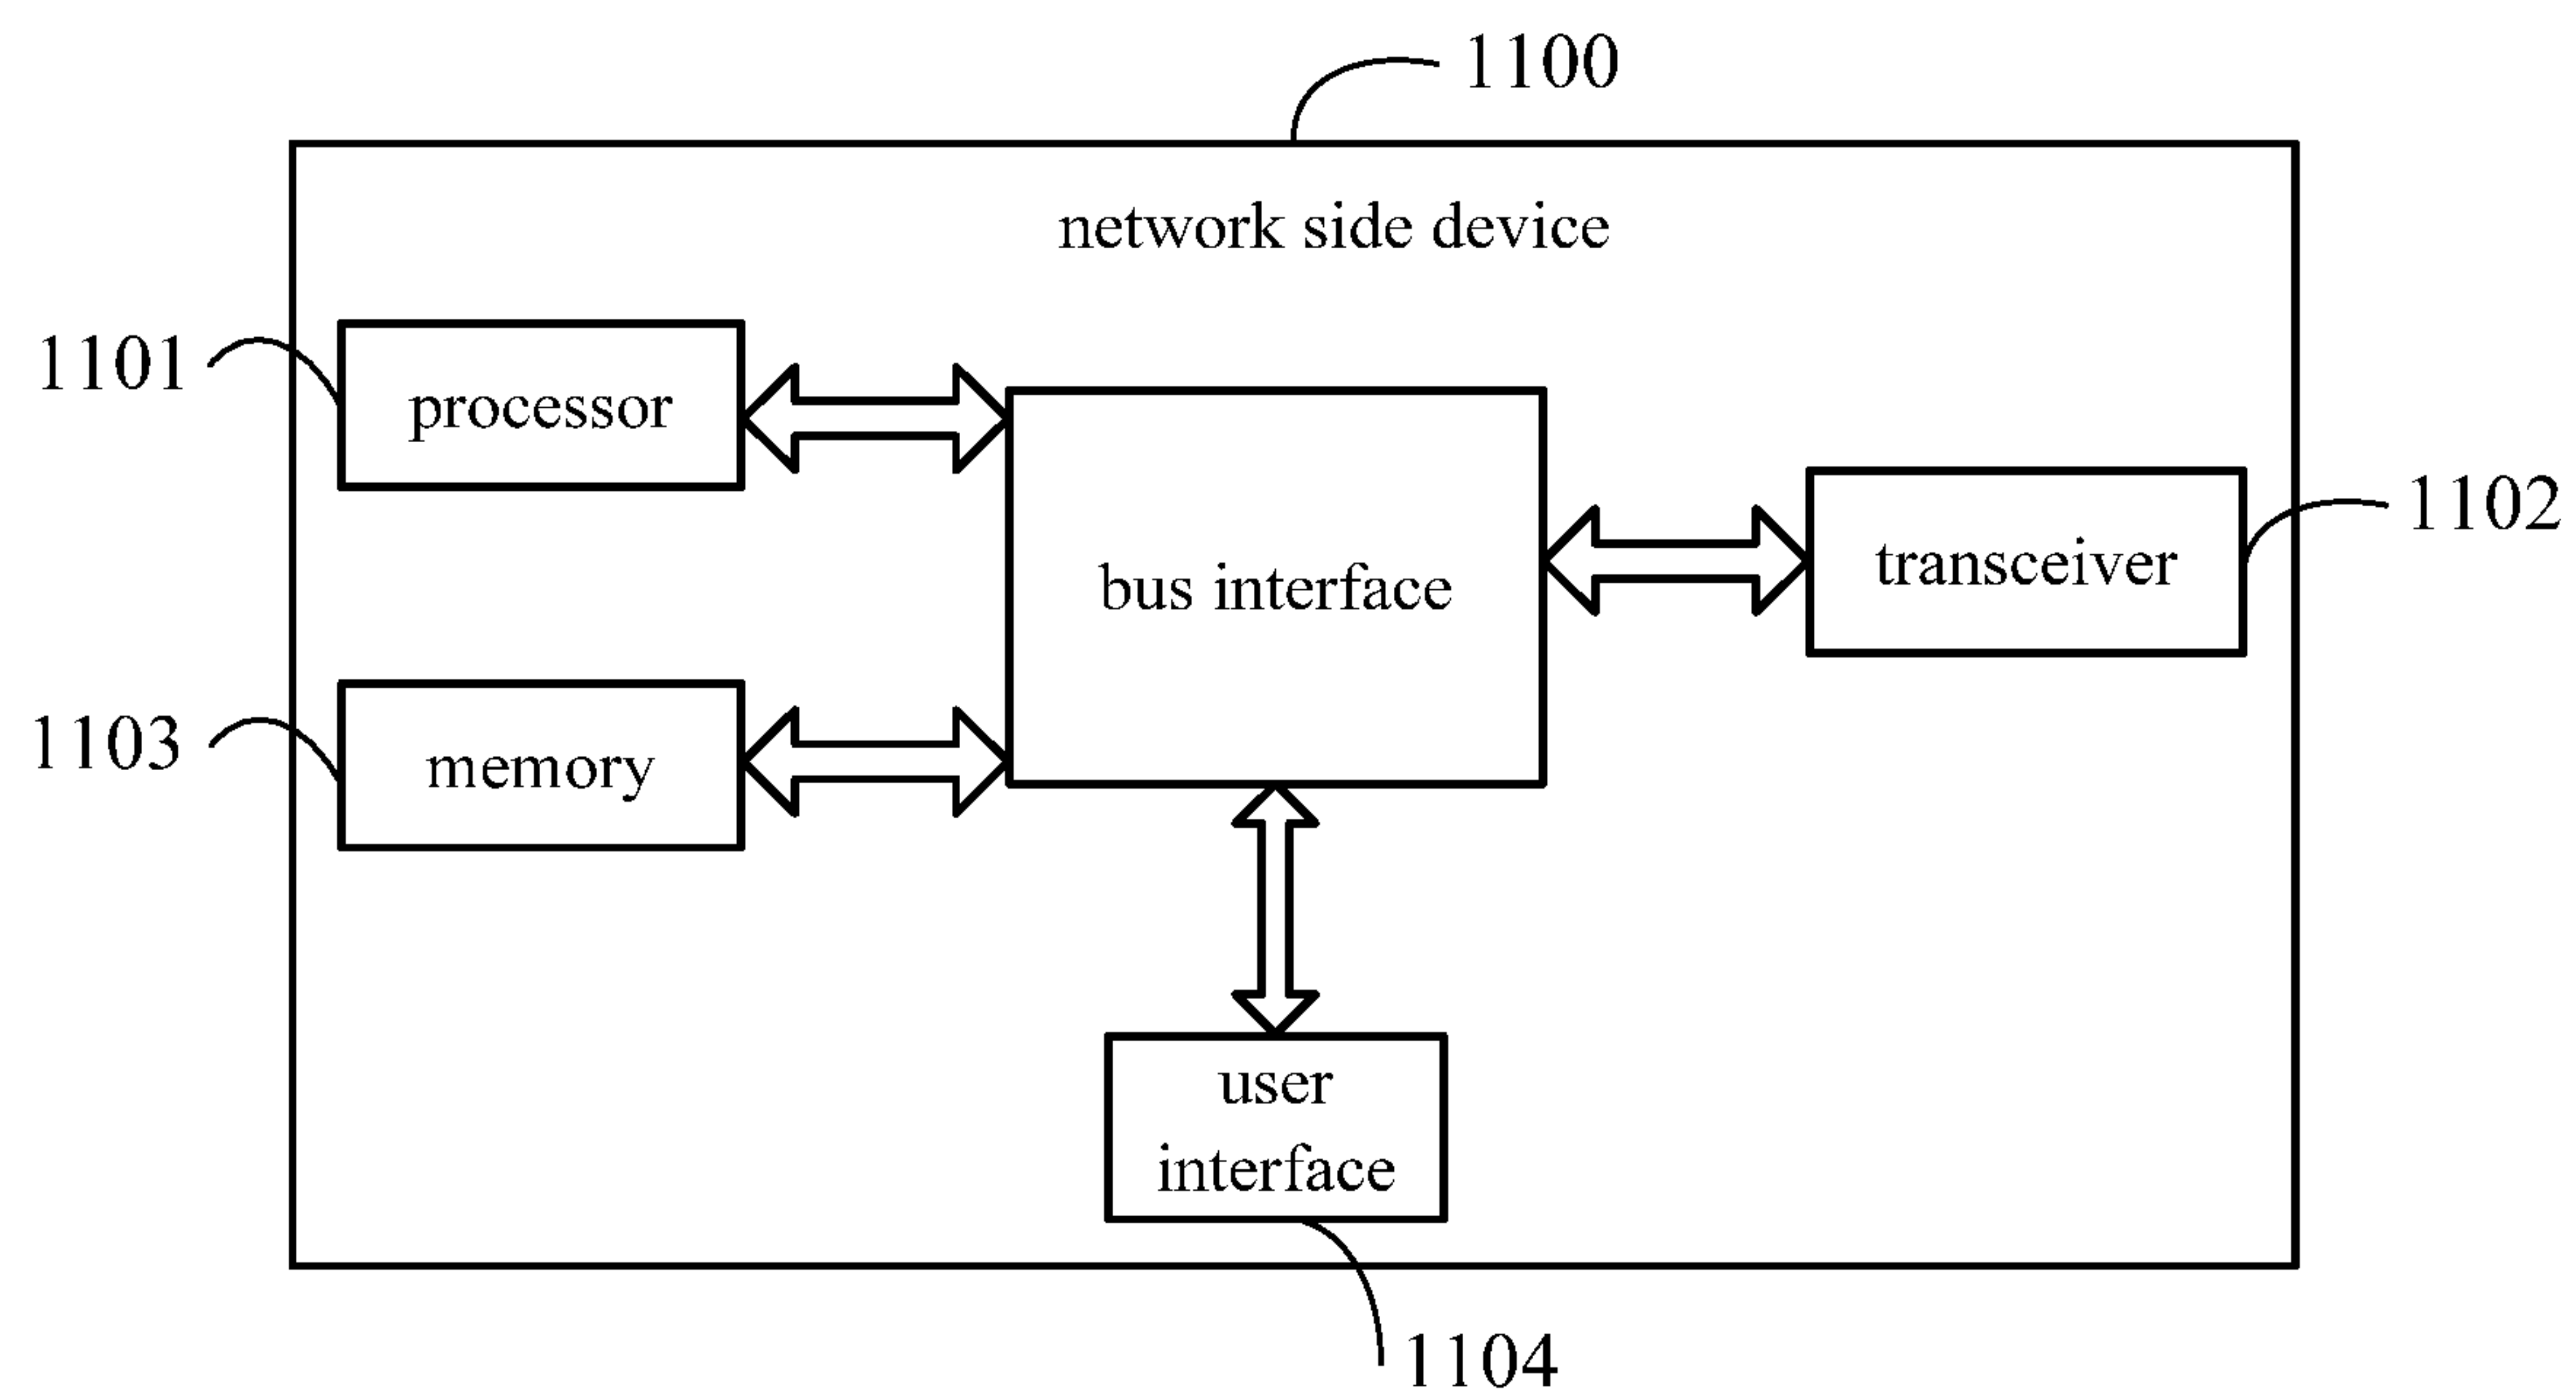 1100
network side device
1101
processor
bus interface
transceiver
1102
1103
memory
user
interface
1104